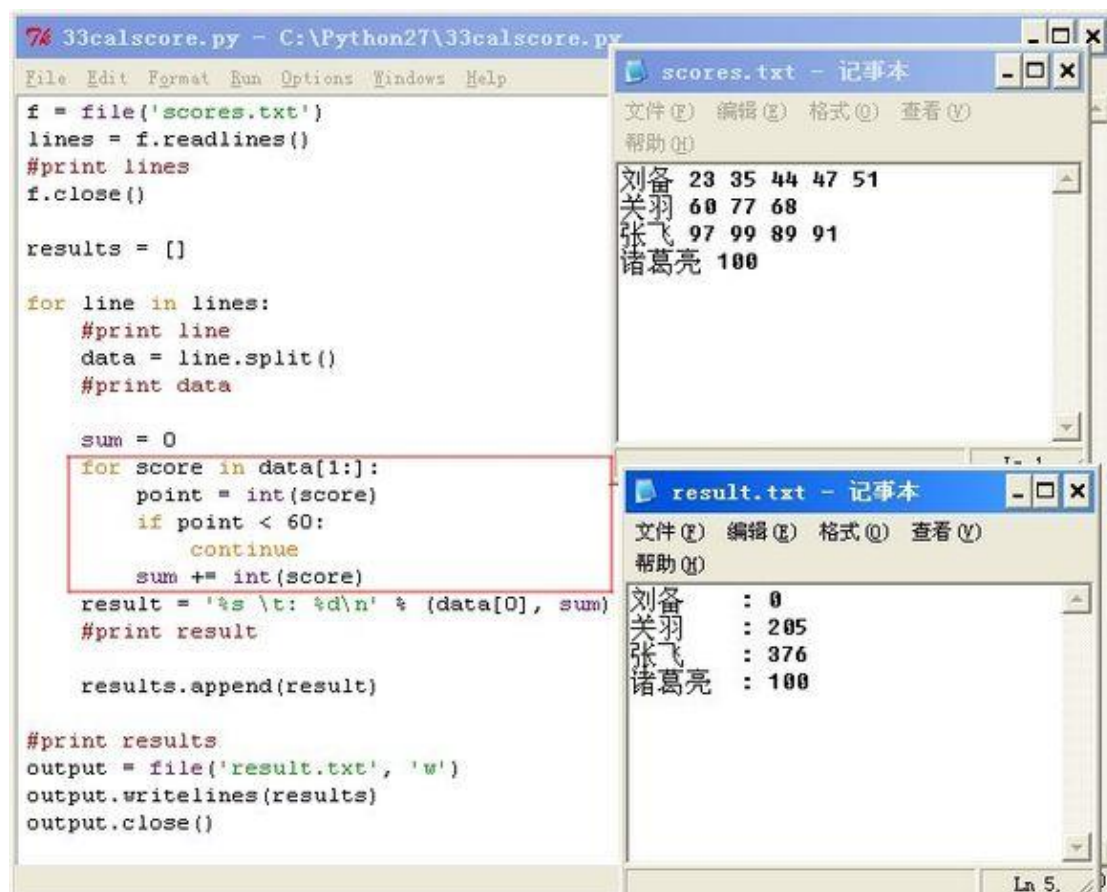 33calscore.py - C:\Python27\33calscore.py
File Edit Format Run Options Windows Help
f = file('scores.txt')
lines = f.readlines()
#print lines
f.close()
results = []
for line in lines:
#print line
data = line.split()
#print data
sum = 0
for score in data[1:]:
point = int(score)
if point < 60:
continue
sum += int(score)
result = '%s \t: %d\n' % (data[0], sum)
#print result
results.append(result)
#print results
output = file('result.txt', 'w')
output.writelines(results)
output.close()
scores.txt - 记事本
文件(F) 编辑(E) 格式(O) 查看(V)
帮助(H)
刘备 23 35 44 47 51
关羽 60 77 68
张飞 97 99 89 91
诸葛亮 100
result.txt - 记事本
文件(F) 编辑(E) 格式(O) 查看(V)
帮助(H)
刘备 : 0
关羽 : 205
张飞 : 376
诸葛亮 : 100
Ln 5,